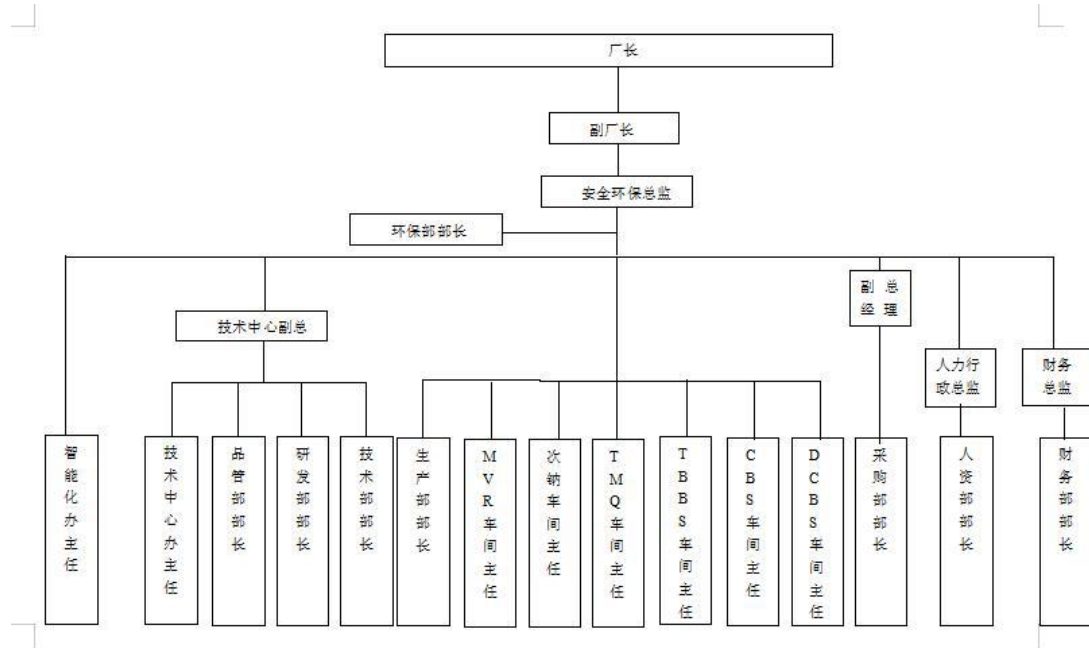 厂长
副厂长
安全环保总监
环保部部长
副 总
经 理
技术中心副总
人力行
政总监
财务
总监
智能化办主任
技术中心办主任
品管部部长
研发部部长
技术部部长
生产部部长
MVR车间主任
次钠车间主任
TMQ车间主任
TBBS车间主任
CBS车间主任
DCBS车间主任
采购部部长
人资部部长
财务部部长